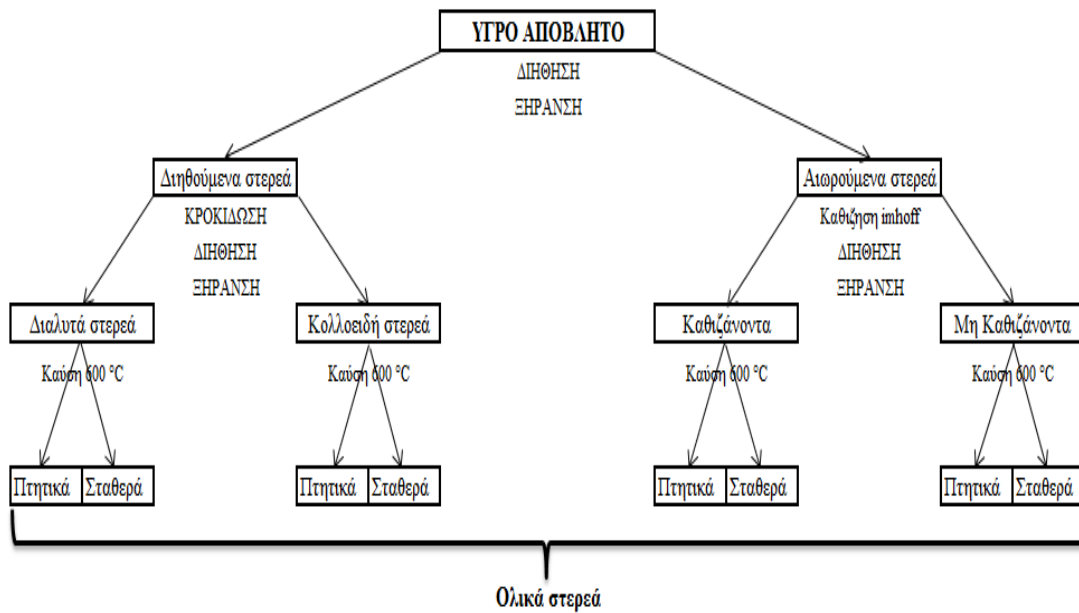 ΥΓΡΟ ΑΠΟΒΛΗΤΟ
ΔΙΗΘΗΣΗ
ΞΗΡΑΝΣΗ
Διηθούμενα στερεά
Αιωρούμενα στερεά
ΚΡΟΚΙΔΩΣΗ
ΔΙΗΘΗΣΗ
ΞΗΡΑΝΣΗ
Καθιζηση imhoff
ΔΙΗΘΗΣΗ
ΞΗΡΑΝΣΗ
Διαλυτά στερεά
Κολλοειδή στερεά
Καθιζάνοντα
Μη Καθιζάνοντα
Καύση 600 °C
Καύση 600 °C
Καύση 600 °C
Καύση 600 °C
Πτητικά
Σταθερά
Πτητικά
Σταθερά
Πτητικά
Σταθερά
Πτητικά
Σταθερά
Ολικά στερεά